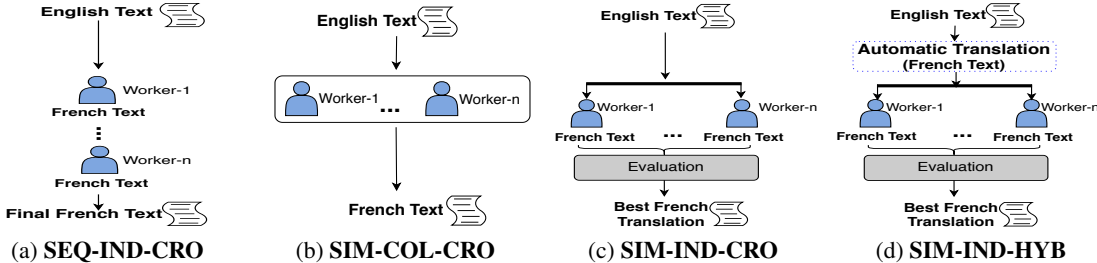 English Text
Worker-1
French Text
Worker-n
French Text
Final French Text
(a) SEQ-IND-CRO
English Text
Worker-1 ... Worker-n
French Text
(b) SIM-COL-CRO
English Text
Worker-1 Worker-n
French Text ... French Text
Evaluation
Best French
Translation
(c) SIM-IND-CRO
English Text
Automatic Translation
(French Text)
Worker-1 Worker-n
French Text ... French Text
Evaluation
Best French
Translation
(d) SIM-IND-HYB